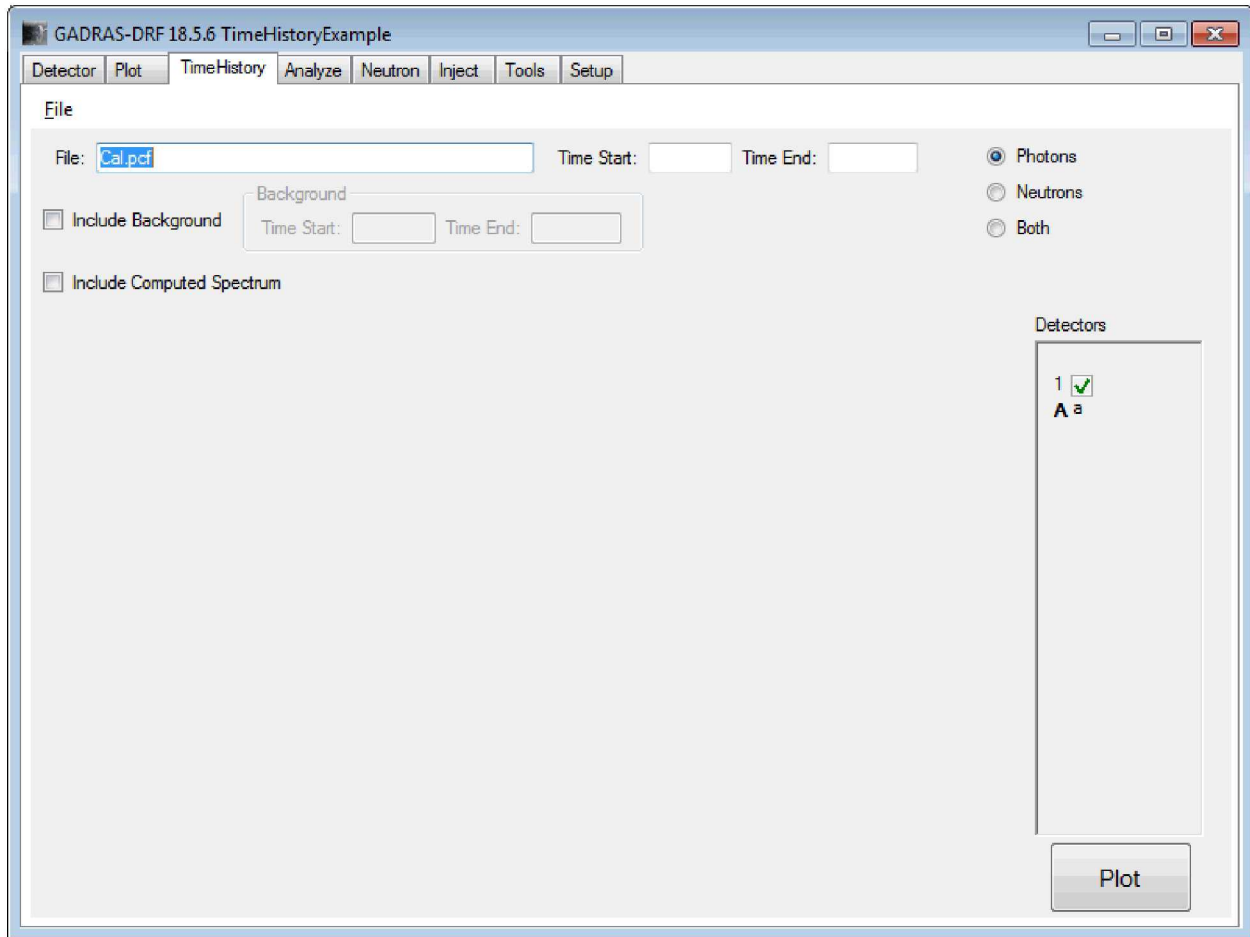 GADRAS-DRF 18.5.6 TimeHistoryExample
Detector Plot TimeHistory Analyze Neutron Inject Tools Setup
File
File: Cal.pcf Time Start: Time End: Photons
Background Neutrons
Include Background Time Start: Time End: Both
Include Computed Spectrum
Detectors
1
A a
Plot